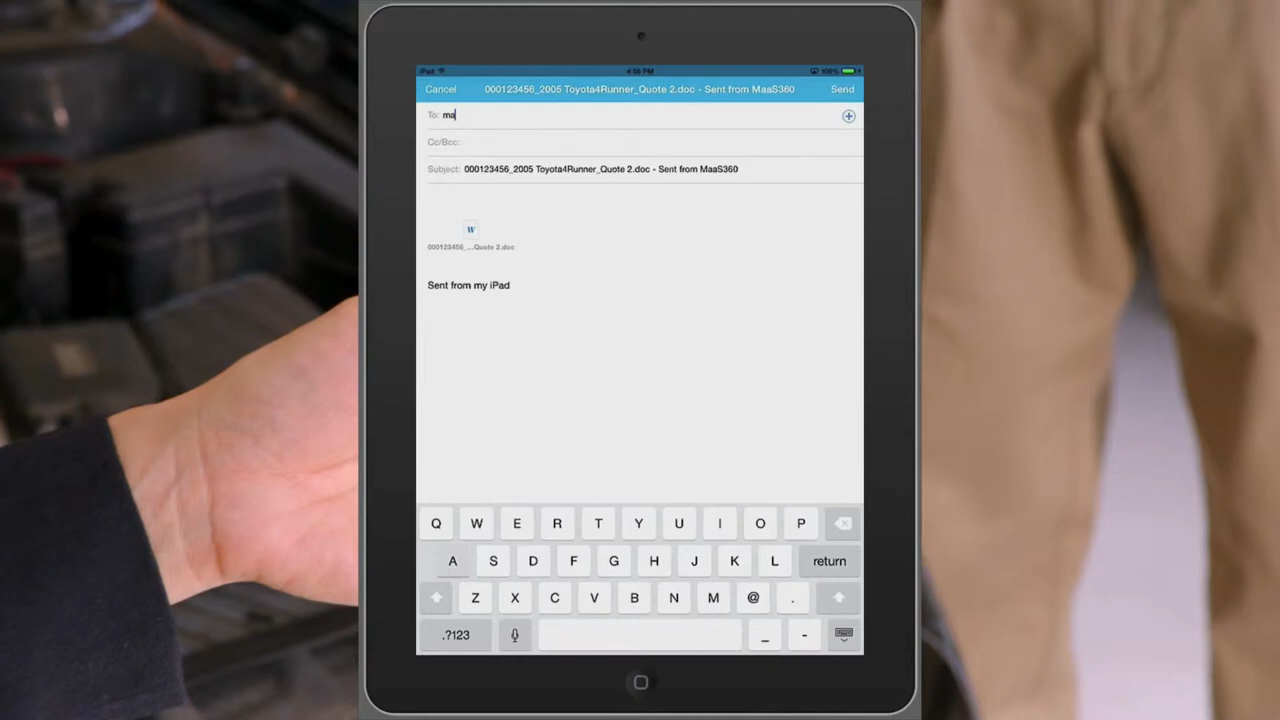 iPad 4:56 PM 100%
Cancel 000123456_2005 Toyota4Runner_Quote 2.doc - Sent from MaaS360 Send
To: ma
Cc/Bcc:
Subject: 000123456_2005 Toyota4Runner_Quote 2.doc - Sent from MaaS360
W
000123456_...Quote 2.doc
Sent from my iPad
Q W E R T Y U I O P
A S D F G H J K L return
Z X C V B N M @ .
.?123 _ -